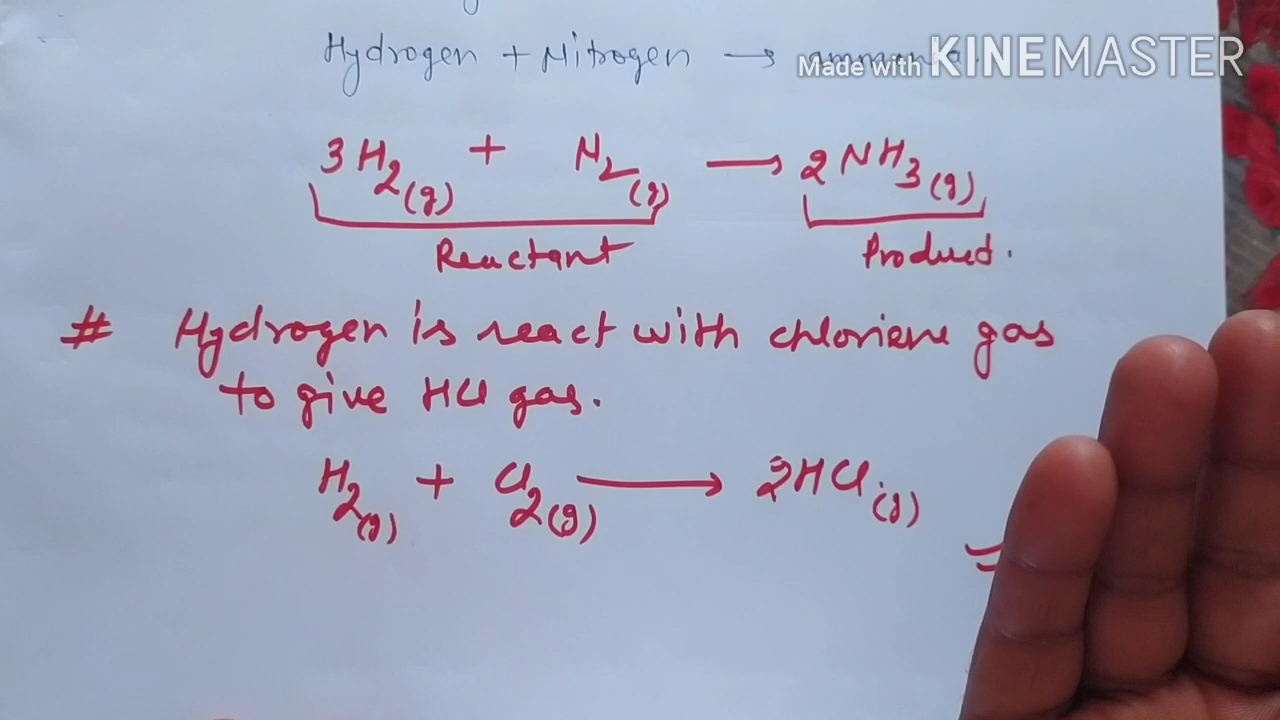 Hydrogen + Nitrogen →
Made with KINEMASTER
3H₂(g) + N₂(g) → 2NH₃(g)
Reactant Product.
# Hydrogen is react with chloriene gas
to give HCl gas.
H₂(g) + Cl₂(g) → 2HCl(g)